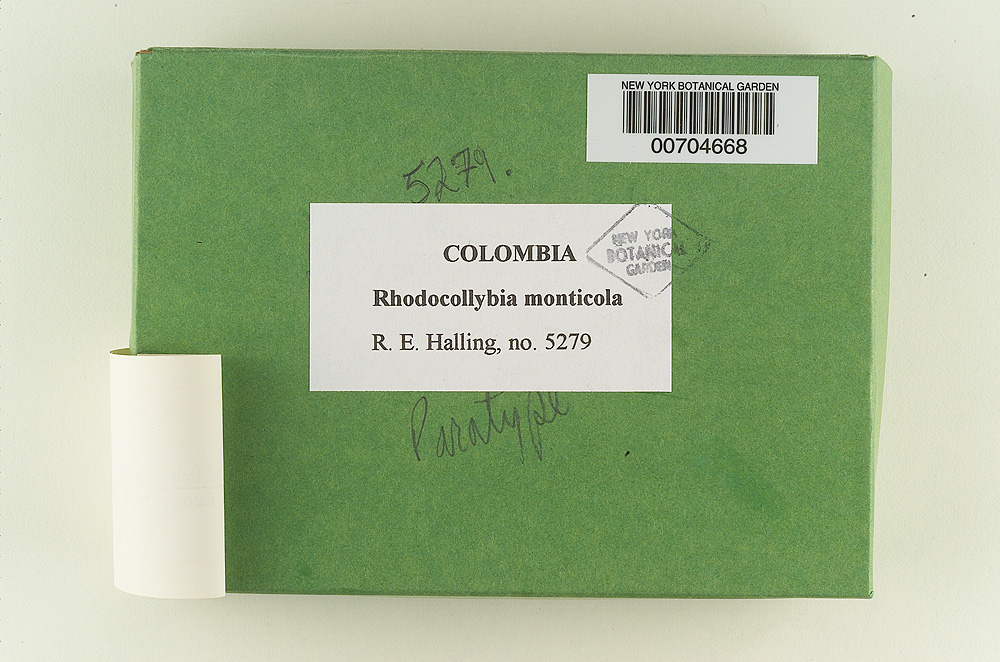 NEW YORK BOTANICAL GARDEN
00704668
5279.
COLOMBIA
NEW YORK
BOTANICAL
GARDEN
Rhodocollybia monticola
R. E. Halling, no. 5279
Paratype